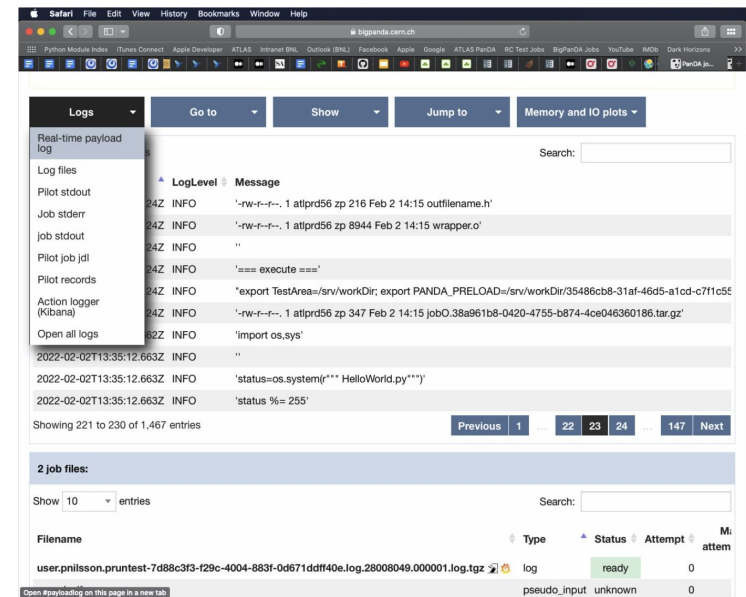 Safari File Edit View History Bookmarks Window Help
bigpanda.cern.ch
Python Module Index iTunes Connect Apple Developer ATLAS Intranet BNL Outlook (BNL) Facebook Apple Google ATLAS PanDA RC Test Jobs BigPanDA Jobs YouTube IMDb Dark Horizons >>
PanDA jo...
Logs Go to Show Jump to Memory and IO plots
Real-time payload log
Log files
Pilot stdout
Job stderr
job stdout
Pilot job jdl
Pilot records
Action logger (Kibana)
Open all logs
Search:
LogLevel Message
24Z INFO '-rw-r--r--. 1 atlprd56 zp 216 Feb 2 14:15 outfilename.h'
24Z INFO '-rw-r--r--. 1 atlprd56 zp 8944 Feb 2 14:15 wrapper.o'
24Z INFO ''
24Z INFO '=== execute ==='
24Z INFO "export TestArea=/srv/workDir; export PANDA_PRELOAD=/srv/workDir/35486cb8-31af-46d5-a1cd-c7f1c55
24Z INFO '-rw-r--r--. 1 atlprd56 zp 347 Feb 2 14:15 jobO.38a961b8-0420-4755-b874-4ce046360186.tar.gz'
62Z INFO 'import os,sys'
2022-02-02T13:35:12.663Z INFO ''
2022-02-02T13:35:12.663Z INFO 'status=os.system(r""" HelloWorld.py""")'
2022-02-02T13:35:12.663Z INFO 'status %= 255'
Showing 221 to 230 of 1,467 entries Previous 1 ... 22 23 24 ... 147 Next
2 job files:
Show 10 entries Search:
Filename Type Status Attempt Ma attem
user.pnilsson.pruntest-7d88c3f3-f29c-4004-883f-0d671ddff40e.log.28008049.000001.log.tgz log ready 0
pseudo_input unknown 0
Open #payloadlog on this page in a new tab